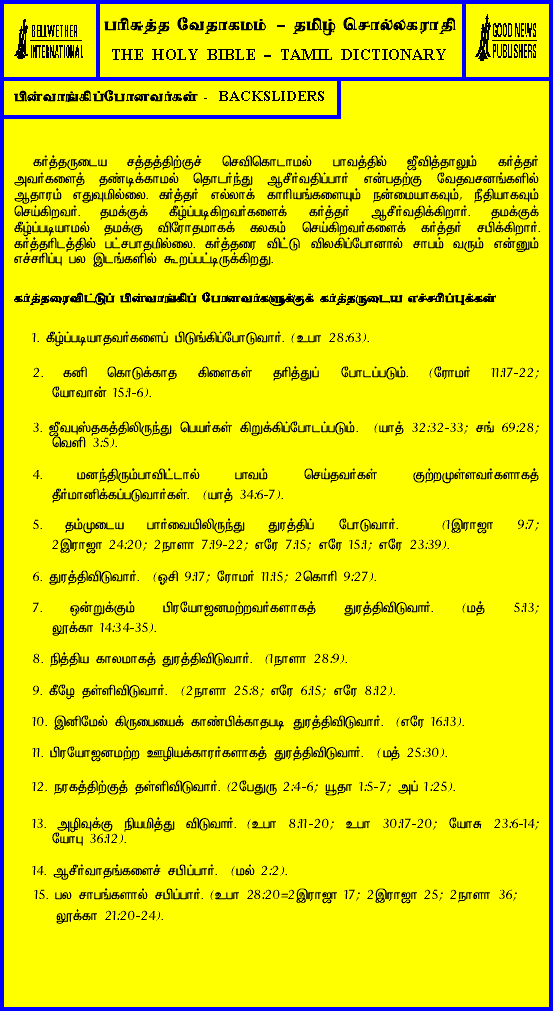 BELLWETHER
INTERNATIONAL
பரிசுத்த வேதாகமம் – தமிழ் சொல்லகராதி
THE HOLY BIBLE – TAMIL DICTIONARY
GOOD NEWS
PUBLISHERS
பின்வாங்கிப்போனவர்கள் - BACKSLIDERS
கர்த்தருடைய சத்தத்திற்குச் செவிகொடாமல் பாவத்தில் ஜீவித்தாலும் கர்த்தர்
அவர்களைத் தண்டிக்காமல் தொடர்ந்து ஆசீர்வதிப்பார் என்பதற்கு வேதவசனங்களில்
ஆதாரம் எதுவுமில்லை. கர்த்தர் எல்லாக் காரியங்களையும் நன்மையாகவும், நீதியாகவும்
செய்கிறவர். தமக்குக் கீழ்ப்படிகிறவர்களைக் கர்த்தர் ஆசீர்வதிக்கிறார். தமக்குக்
கீழ்ப்படியாமல் தமக்கு விரோதமாகக் கலகம் செய்கிறவர்களைக் கர்த்தர் சபிக்கிறார்.
கர்த்தரிடத்தில் பட்சபாதமில்லை. கர்த்தரை விட்டு விலகிப்போனால் சாபம் வரும் என்னும்
எச்சரிப்பு பல இடங்களில் கூறப்பட்டிருக்கிறது.
கர்த்தரைவிட்டுப் பின்வாங்கிப் போனவர்களுக்குக் கர்த்தருடைய எச்சரிப்புக்கள்
1. கீழ்ப்படியாதவர்களைப் பிடுங்கிப்போடுவார். (உபா 28:63).
2. கனி கொடுக்காத கிளைகள் தரித்துப் போடப்படும். (ரோமர் 11:17-22;
யோவான் 15:1-6).
3. ஜீவபுஸ்தகத்திலிருந்து பெயர்கள் கிறுக்கிப்போடப்படும். (யாத் 32:32-33; சங் 69:28;
வெளி 3:5).
4. மனந்திரும்பாவிட்டால் பாவம் செய்தவர்கள் குற்றமுள்ளவர்களாகத்
தீர்மானிக்கப்படுவார்கள். (யாத் 34:6-7).
5. தம்முடைய பார்வையிலிருந்து துரத்திப் போடுவார். (1இராஜா 9:7;
2இராஜா 24:20; 2நாளா 7:19-22; எரே 7:15; எரே 15:1; எரே 23:39).
6. துரத்திவிடுவார். (ஓசி 9:17; ரோமர் 11:15; 2கொரி 9:27).
7. ஒன்றுக்கும் பிரயோஜனமற்றவர்களாகத் துரத்திவிடுவார். (மத் 5:13;
லூக்கா 14:34-35).
8. நித்திய காலமாகத் துரத்திவிடுவார். (1நாளா 28:9).
9. கீழே தள்ளிவிடுவார். (2நாளா 25:8; எரே 6:15; எரே 8:12).
10. இனிமேல் கிருபையைக் காண்பிக்காதபடி துரத்திவிடுவார். (எரே 16:13).
11. பிரயோஜனமற்ற ஊழியக்காரர்களாகத் துரத்திவிடுவார். (மத் 25:30).
12. நரகத்திற்குத் தள்ளிவிடுவார். (2பேதுரு 2:4-6; யூதா 1:5-7; அப் 1:25).
13. அழிவுக்கு நியமித்து விடுவார். (உபா 8:11-20; உபா 30:17-20; யோசு 23:6-14;
யோபு 36:12).
14. ஆசீர்வாதங்களைச் சபிப்பார். (மல் 2:2).
15. பல சாபங்களால் சபிப்பார். (உபா 28:20=2இராஜா 17; 2இராஜா 25; 2நாளா 36;
லூக்கா 21:20-24).